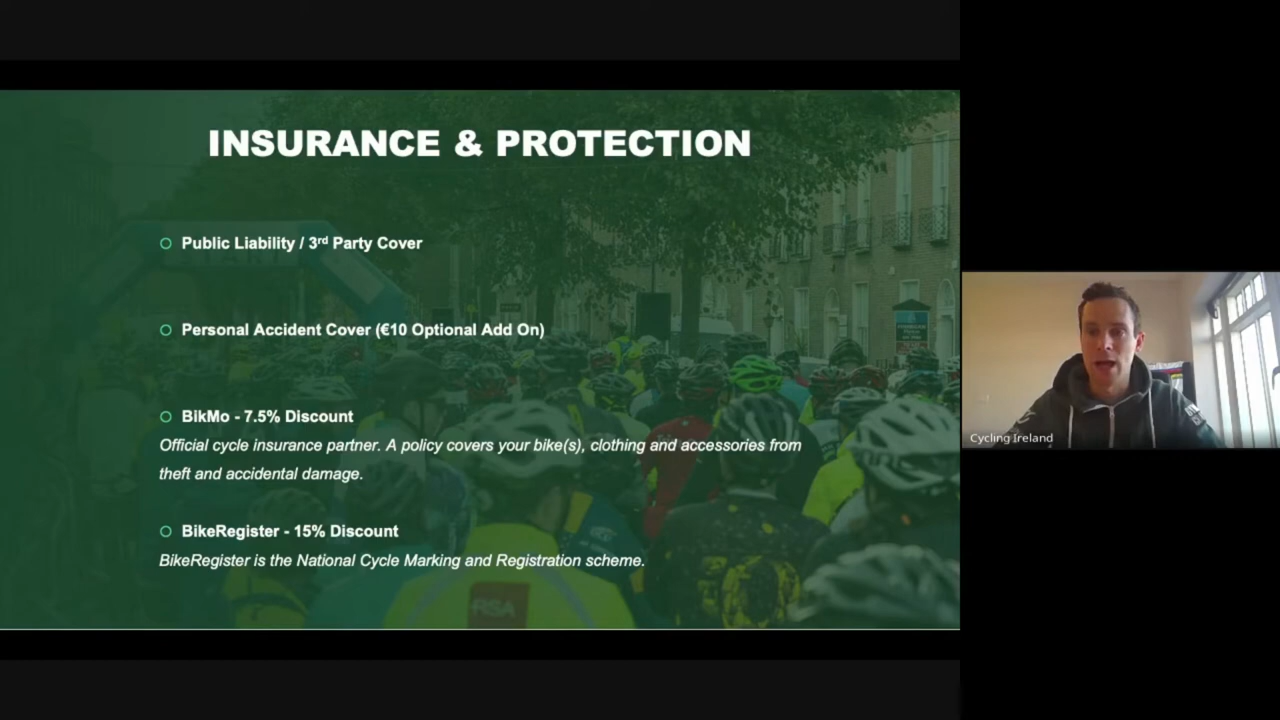 INSURANCE & PROTECTION
Public Liability / 3rd Party Cover
Personal Accident Cover (€10 Optional Add On)
BikMo - 7.5% Discount
Official cycle insurance partner. A policy covers your bike(s), clothing and accessories from
theft and accidental damage.
BikeRegister - 15% Discount
BikeRegister is the National Cycle Marking and Registration scheme.
RSA
Cycling Ireland